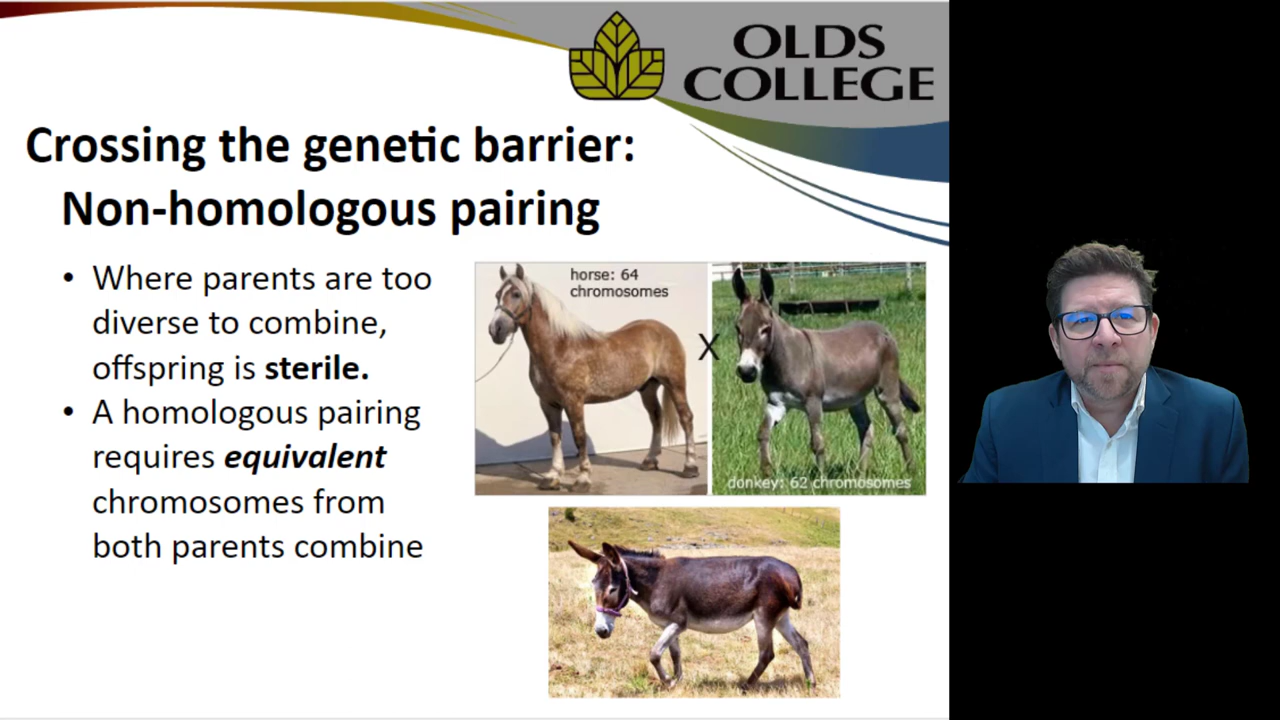 OLDS
COLLEGE
Crossing the genetic barrier:
Non-homologous pairing
• Where parents are too
diverse to combine,
offspring is sterile.
• A homologous pairing
requires equivalent
chromosomes from
both parents combine
horse: 64
chromosomes
X
donkey: 62 chromosomes